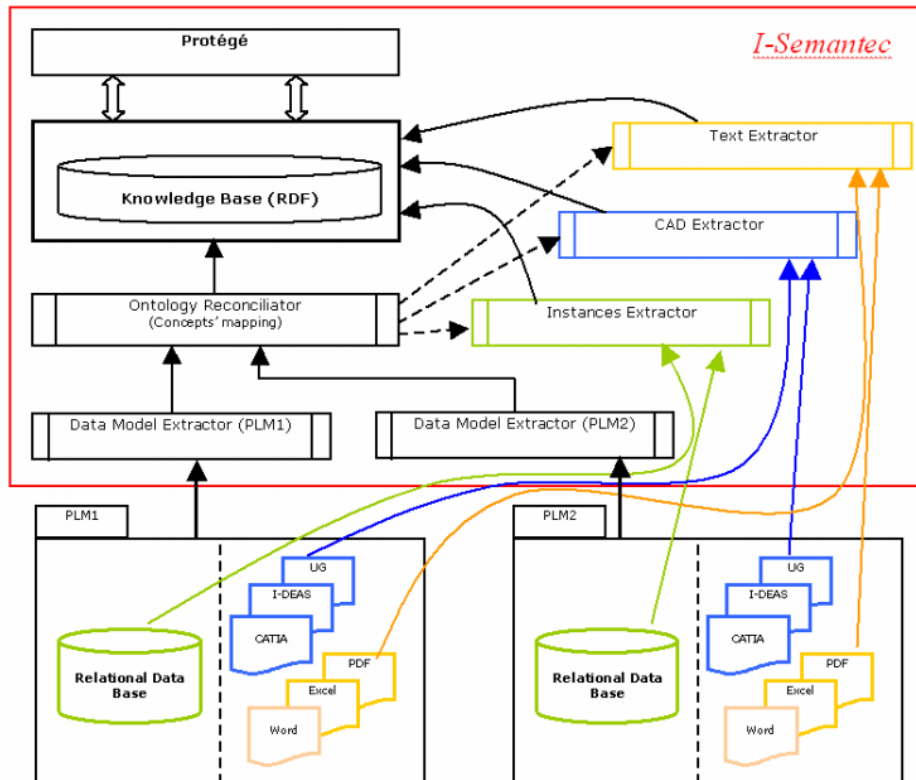 Protégé
I-Semantec
Text Extractor
Knowledge Base (RDF)
CAD Extractor
Ontology Reconciliator
(Concepts' mapping)
Instances Extractor
Data Model Extractor (PLM1)
Data Model Extractor (PLM2)
PLM1
UG
I-DEAS
CATIA
Relational Data
Base
PDF
Excel
Word
PLM2
UG
I-DEAS
CATIA
Relational Data
Base
PDF
Excel
Word